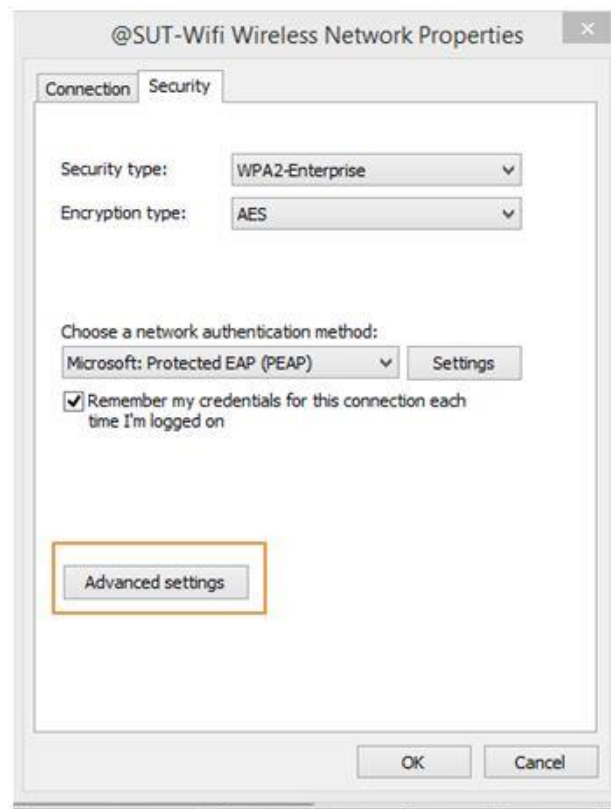 @SUT-Wifi Wireless Network Properties
Connection
Security
Security type:
WPA2-Enterprise
Encryption type:
AES
Choose a network authentication method:
Microsoft: Protected EAP (PEAP)
Settings
Remember my credentials for this connection each
time I'm logged on
Advanced settings
OK
Cancel